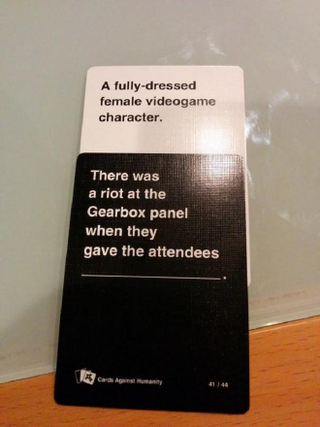 A fully-dressed
female videogame
character.
There was
a riot at the
Gearbox panel
when they
gave the attendees
.
Cards Against Humanity
41 / 44